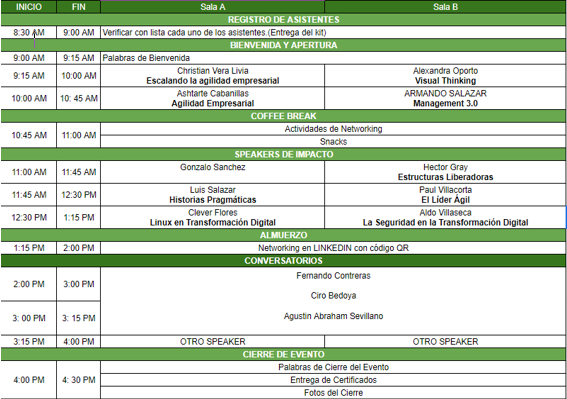 INICIO FIN Sala A Sala B
REGISTRO DE ASISTENTES
8:30 AM 9:00 AM Verificar con lista cada uno de los asistentes.(Entrega del kit)
BIENVENIDA Y APERTURA
9:00 AM 9:15 AM Palabras de Bienvenida
9:15 AM 10:00 AM Christian Vera Livia Alexandra Oporto
Escalando la agilidad empresarial Visual Thinking
10:00 AM 10: 45 AM Ashtarte Cabanillas ARMANDO SALAZAR
Agilidad Empresarial Management 3.0
COFFEE BREAK
10:45 AM 11:00 AM Actividades de Networking
Snacks
SPEAKERS DE IMPACTO
11:00 AM 11:45 AM Gonzalo Sanchez Hector Gray
Estructuras Liberadoras
11:45 AM 12:30 PM Luis Salazar Paul Villacorta
Historias Pragmáticas El Líder Ágil
12:30 PM 1:15 PM Clever Flores Aldo Villaseca
Linux en Transformación Digital La Seguridad en la Transformación Digital
ALMUERZO
1:15 PM 2:00 PM Networking en LINKEDIN con código QR
CONVERSATORIOS
2:00 PM 3:00 PM Fernando Contreras
Ciro Bedoya
3: 00 PM 3: 15 PM Agustin Abraham Sevillano
3:15 PM 4:00 PM OTRO SPEAKER OTRO SPEAKER
CIERRE DE EVENTO
4:00 PM 4: 30 PM Palabras de Cierre del Evento
Entrega de Certificados
Fotos del Cierre